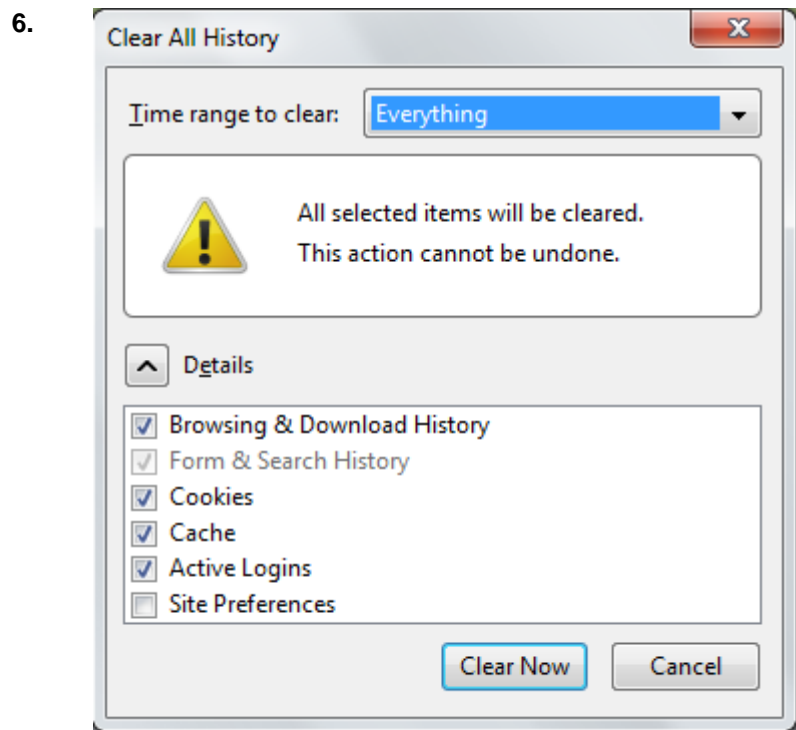 6.
Clear All History
Time range to clear: Everything
All selected items will be cleared.
This action cannot be undone.
Details
Browsing & Download History
Form & Search History
Cookies
Cache
Active Logins
Site Preferences
Clear Now Cancel